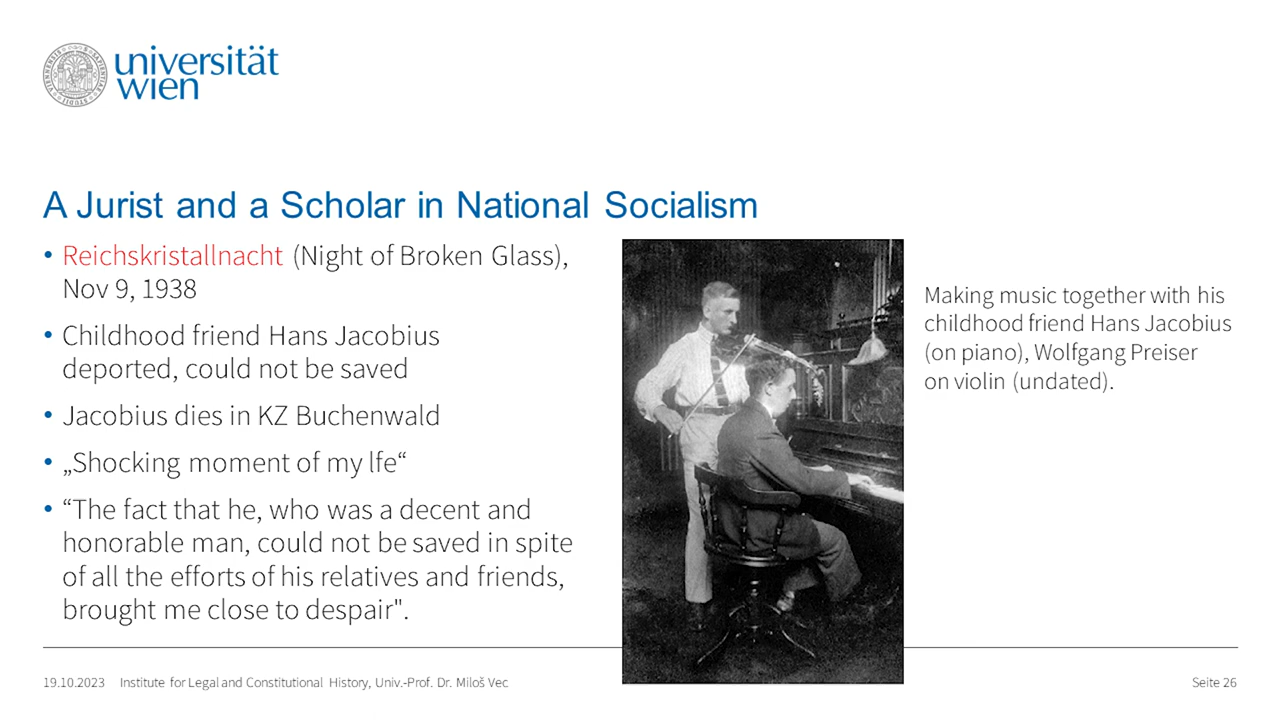 universität
wien
A Jurist and a Scholar in National Socialism
• Reichskristallnacht (Night of Broken Glass),
Nov 9, 1938
• Childhood friend Hans Jacobius
deported, could not be saved
• Jacobius dies in KZ Buchenwald
• „Shocking moment of my lfe“
• “The fact that he, who was a decent and
honorable man, could not be saved in spite
of all the efforts of his relatives and friends,
brought me close to despair".
Making music together with his
childhood friend Hans Jacobius
(on piano), Wolfgang Preiser
on violin (undated).
19.10.2023 Institute for Legal and Constitutional History, Univ.-Prof. Dr. Miloš Vec
Seite 26